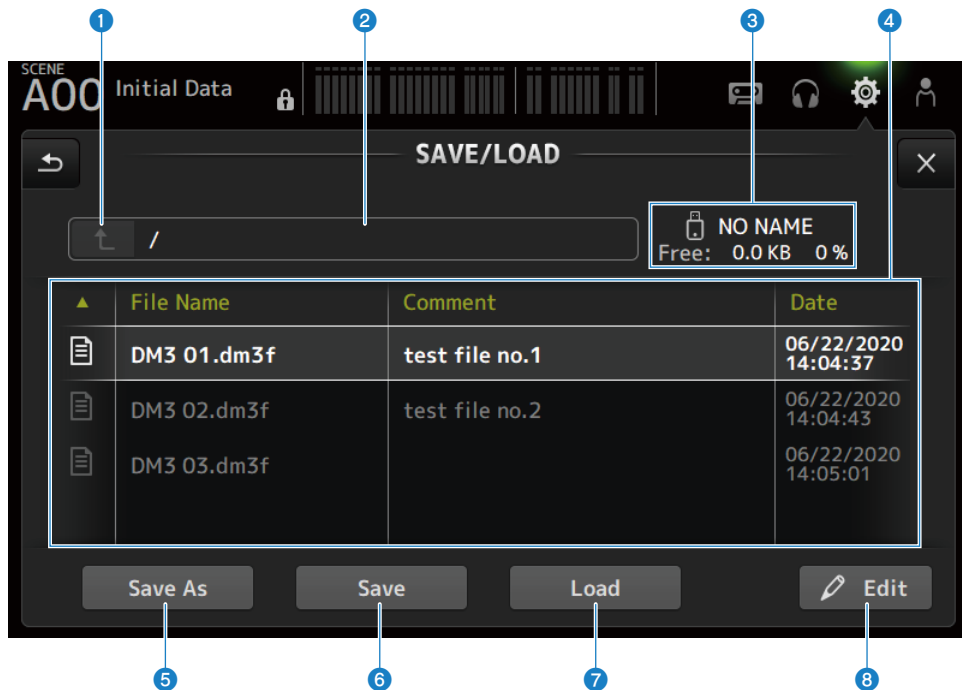 1 2 3 4
SCENE
A00 Initial Data
SAVE/LOAD
/
NO NAME
Free: 0.0 KB 0 %
▲ File Name Comment Date
DM3 01.dm3f test file no.1 06/22/2020 14:04:37
DM3 02.dm3f test file no.2 06/22/2020 14:04:43
DM3 03.dm3f 06/22/2020 14:05:01
Save As Save Load Edit
5 6 7 8